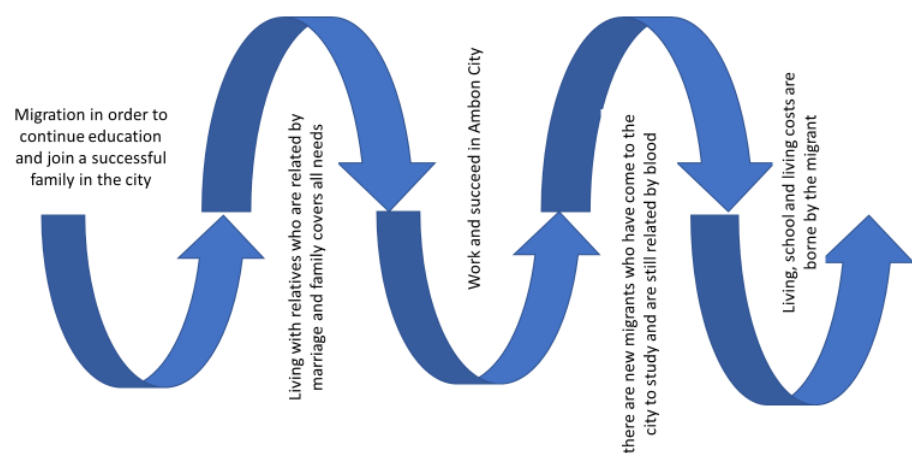 Migration in order to
continue education
and join a successful
family in the city
Living with relatives who are related by
marriage and family covers all needs
Work and succeed in Ambon City
there are new migrants who have come to the
city to study and are still related by blood
Living, school and living costs are
borne by the migrant